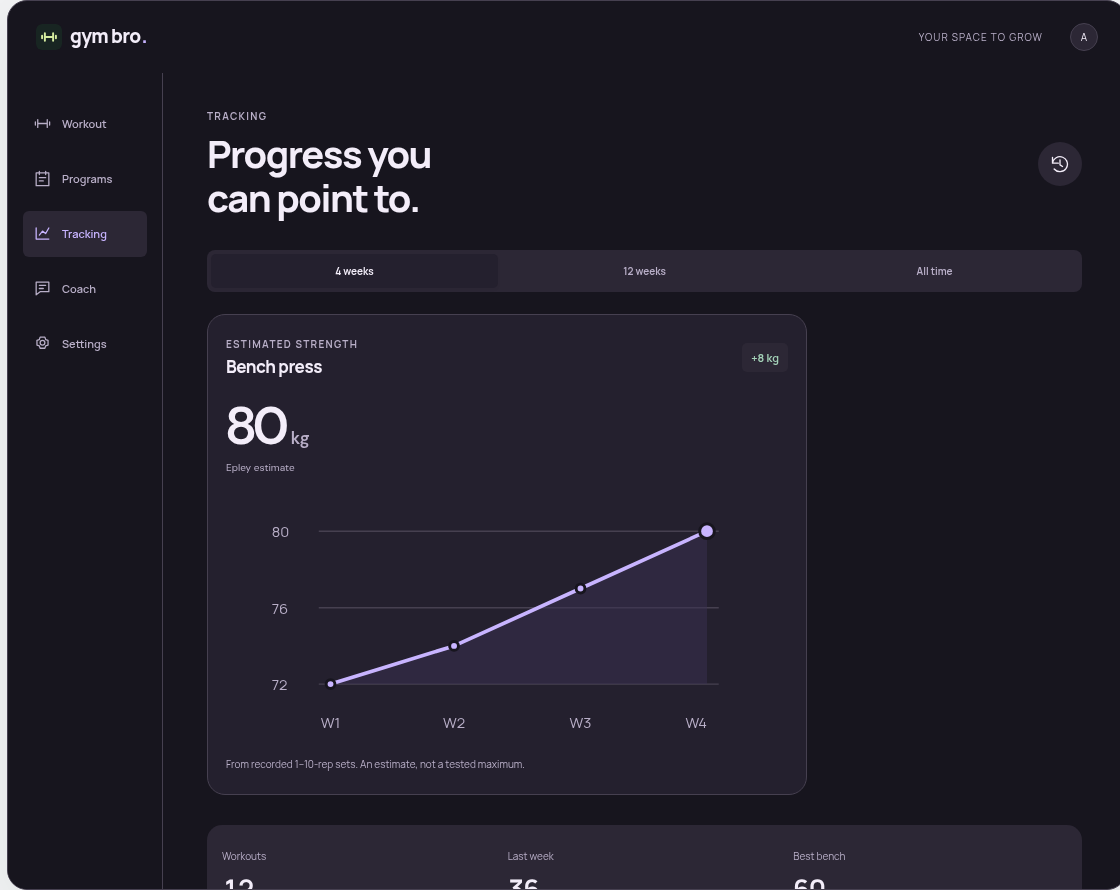 gym bro.
YOUR SPACE TO GROW
A
Workout
Programs
Tracking
Coach
Settings
TRACKING
Progress you
can point to.
4 weeks
12 weeks
All time
ESTIMATED STRENGTH
Bench press
+8 kg
80 kg
Epley estimate
80
76
72
W1
W2
W3
W4
From recorded 1–10-rep sets. An estimate, not a tested maximum.
Workouts
Last week
Best bench
12
36